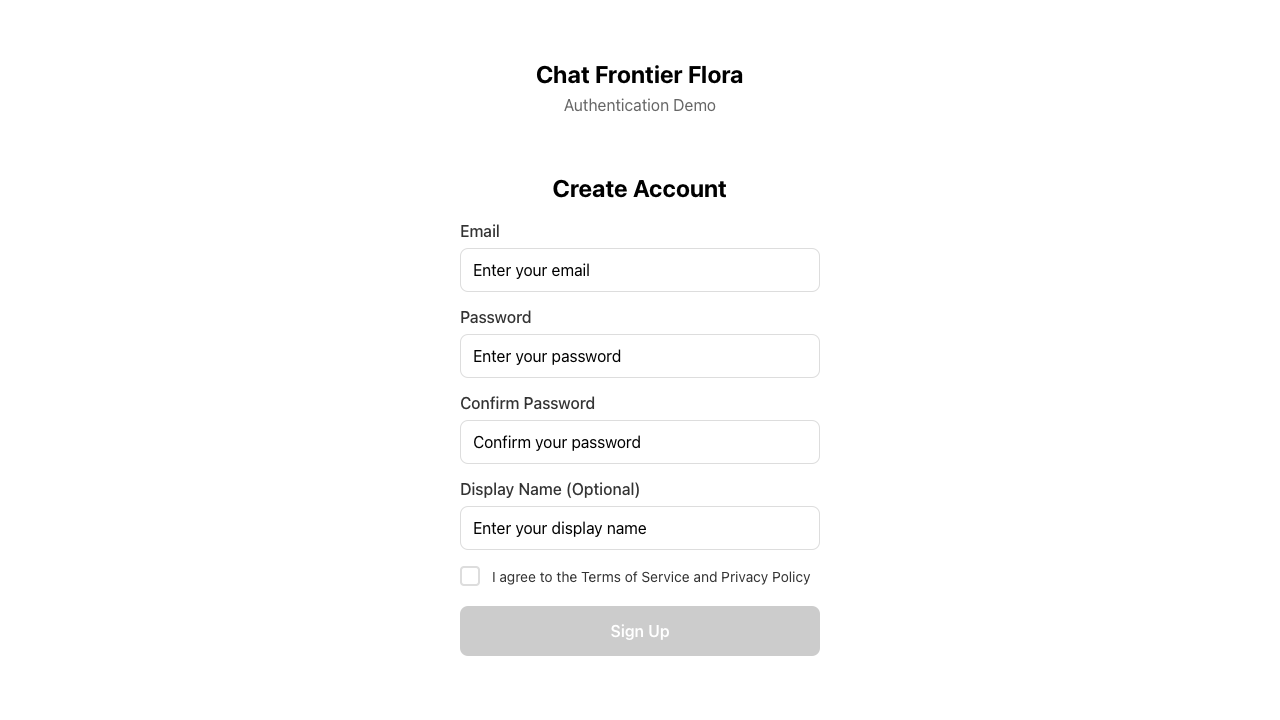 Chat Frontier Flora
Authentication Demo
Create Account
Email
Enter your email
Password
Enter your password
Confirm Password
Confirm your password
Display Name (Optional)
Enter your display name
I agree to the Terms of Service and Privacy Policy
Sign Up